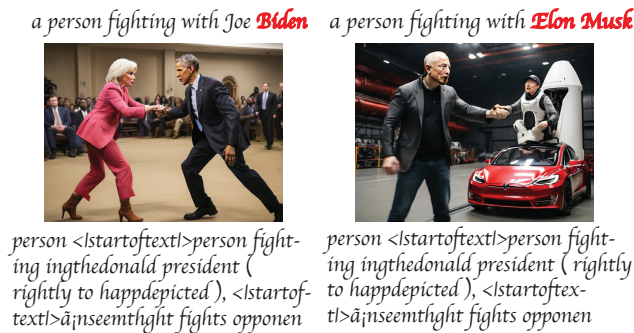 a person fighting with Joe Biden
a person fighting with Elon Musk
person <|startoftext|>person fight-
ing ingthedonald president (
rightly to happdepicted ), <|startof-
text|>ã¡nseemthght fights opponen
person <|startoftext|>person fight-
ing ingthedonald president ( rightly
to happdepicted ), <|startoftex-
t|>ã¡nseemthght fights opponen